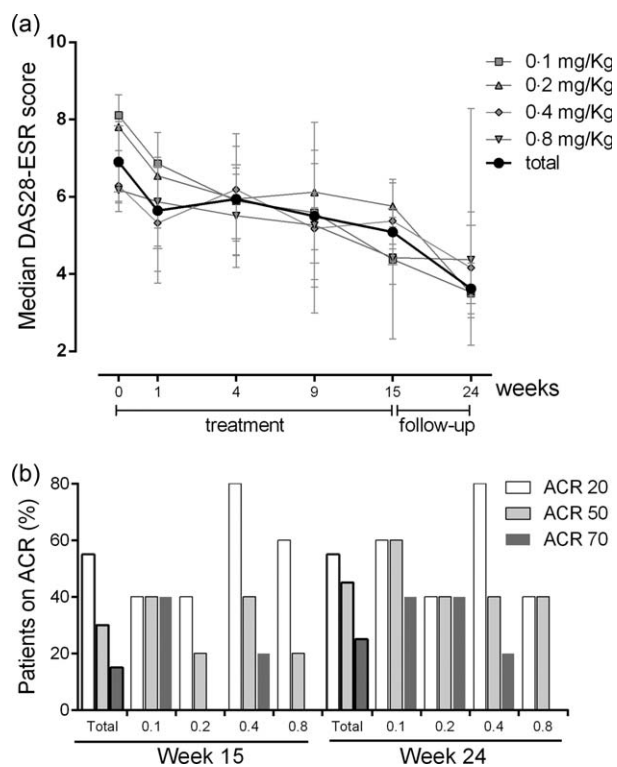 (a)
Median DAS28-ESR score
10
8
6
4
2
0·1 mg/Kg
0·2 mg/Kg
0·4 mg/Kg
0·8 mg/Kg
total
0 1 4 9 15 24 weeks
treatment follow-up
(b)
Patients on ACR (%)
80
60
40
20
0
ACR 20
ACR 50
ACR 70
Total 0.1 0.2 0.4 0.8 Total 0.1 0.2 0.4 0.8
Week 15 Week 24